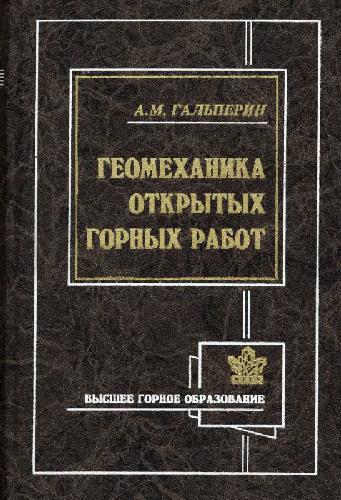 А.М. ГАЛЬПЕРИН
ГЕОМЕХАНИКА
ОТКРЫТЫХ
ГОРНЫХ РАБОТ
ВЫСШЕЕ ГОРНОЕ ОБРАЗОВАНИЕ